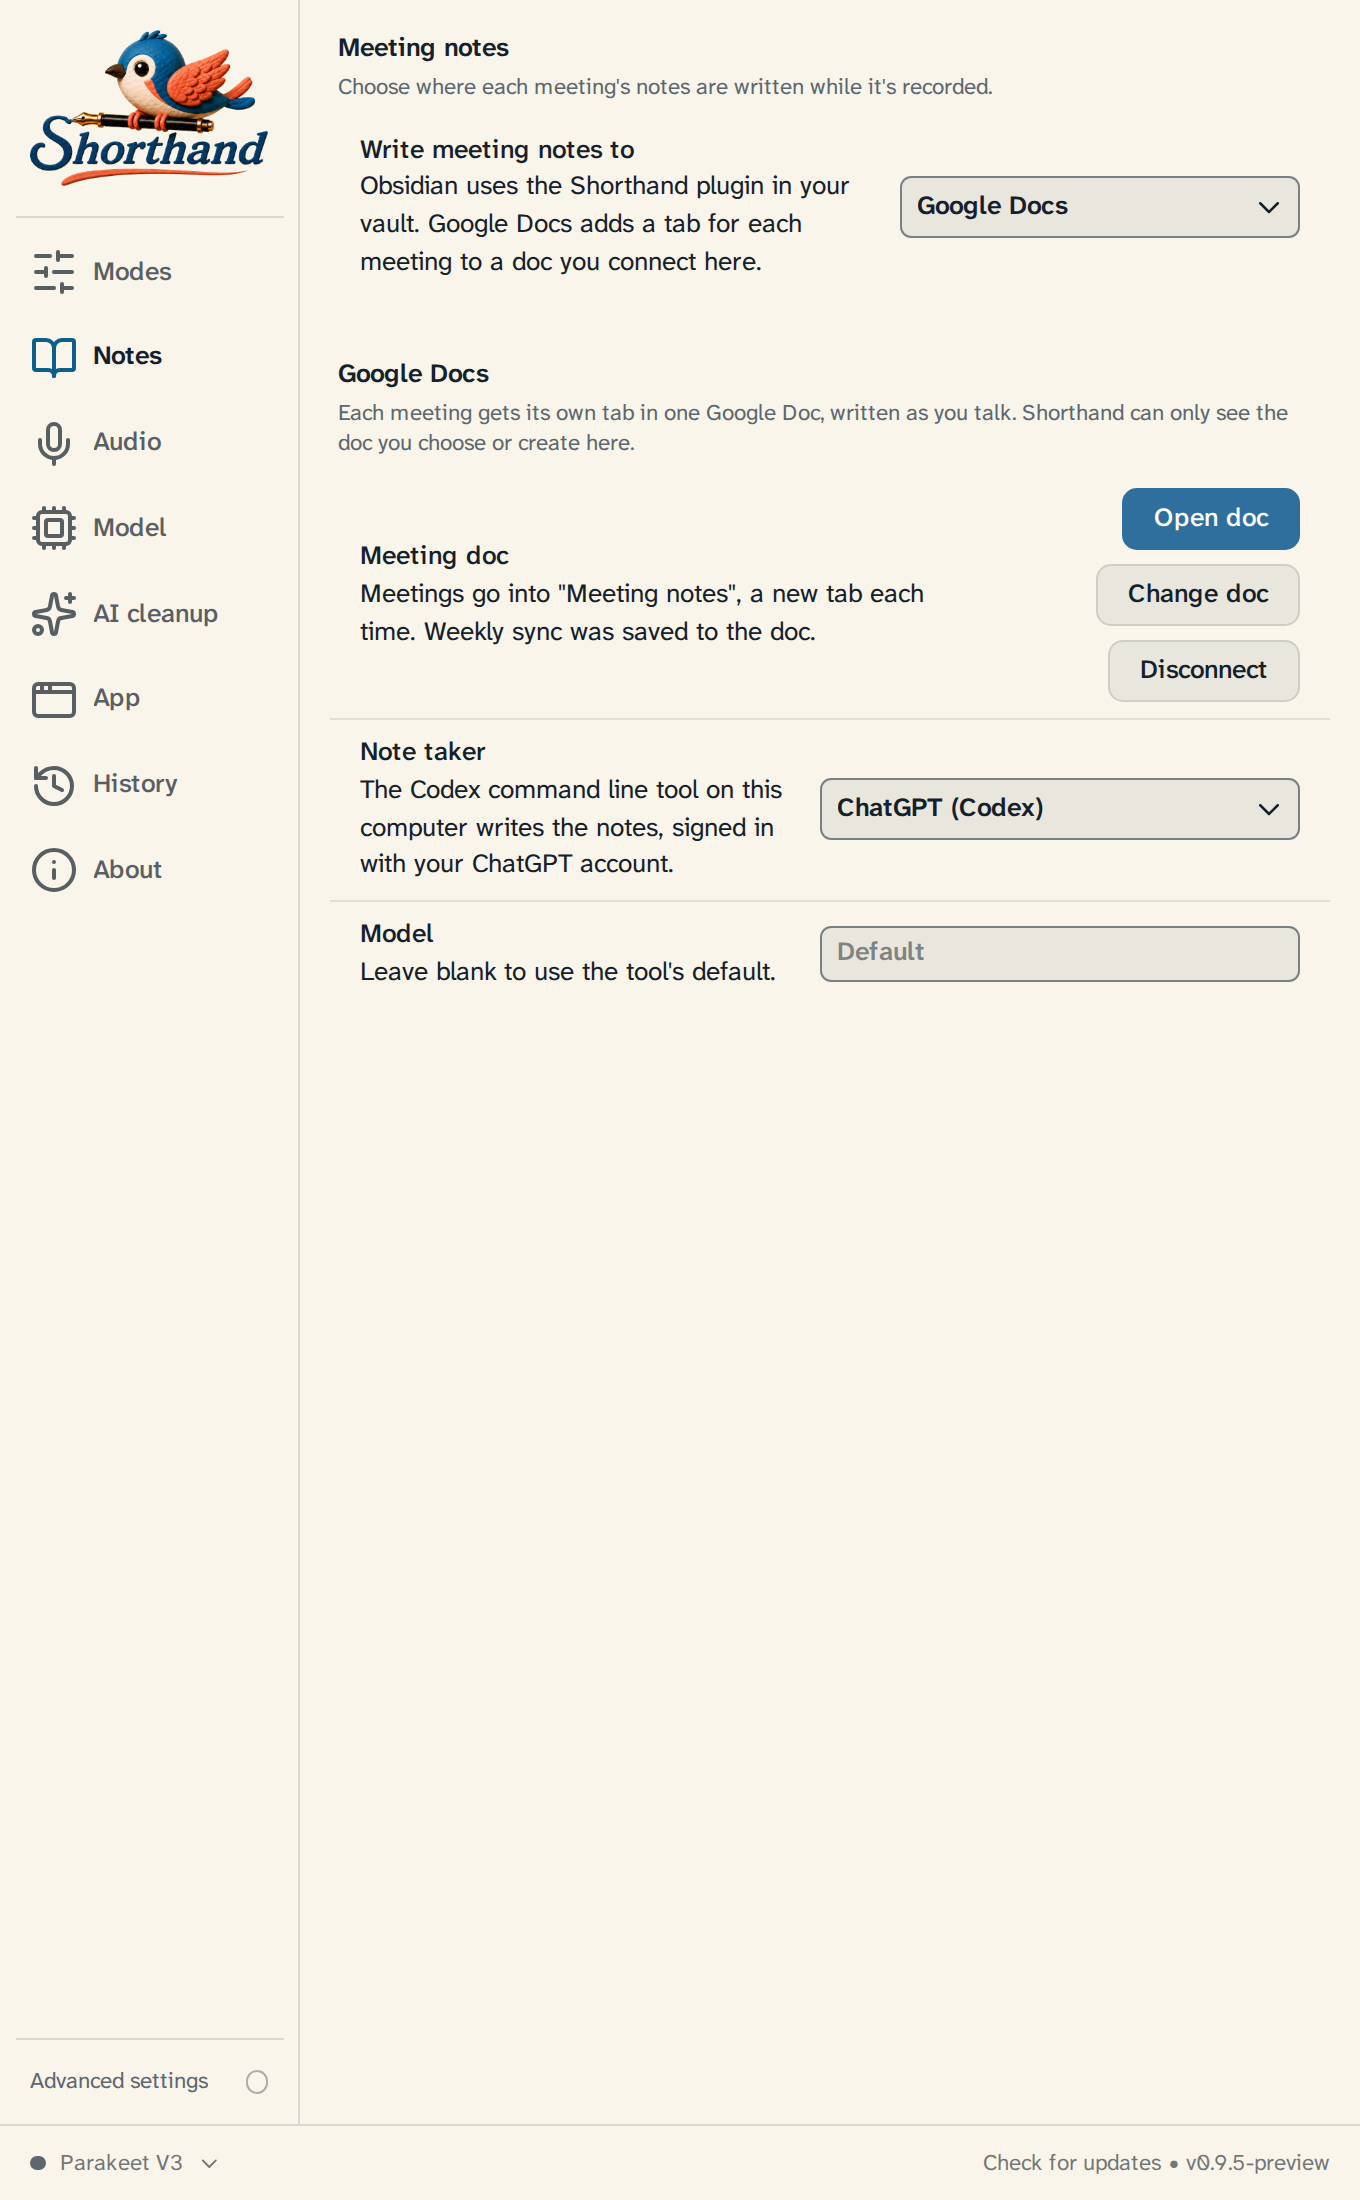 Shorthand
Modes
Notes
Audio
Model
AI cleanup
App
History
About
Advanced settings
Meeting notes
Choose where each meeting's notes are written while it's recorded.
Write meeting notes to
Obsidian uses the Shorthand plugin in your
vault. Google Docs adds a tab for each
meeting to a doc you connect here.
Google Docs
Google Docs
Each meeting gets its own tab in one Google Doc, written as you talk. Shorthand can only see the
doc you choose or create here.
Meeting doc
Meetings go into "Meeting notes", a new tab each
time. Weekly sync was saved to the doc.
Open doc
Change doc
Disconnect
Note taker
The Codex command line tool on this
computer writes the notes, signed in
with your ChatGPT account.
ChatGPT (Codex)
Model
Leave blank to use the tool's default.
Default
Parakeet V3
Check for updates • v0.9.5-preview